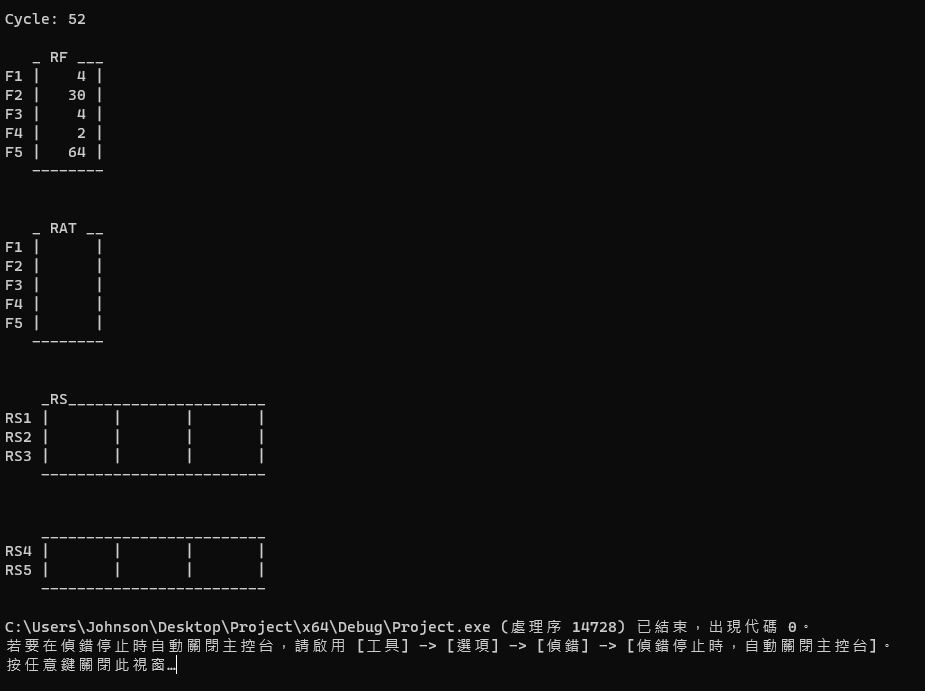 Cycle: 52
   _ RF ___
F1 |    4 |
F2 |   30 |
F3 |    4 |
F4 |    2 |
F5 |   64 |
   --------
   _ RAT __
F1 |      |
F2 |      |
F3 |      |
F4 |      |
F5 |      |
   --------
    _RS______________________
RS1 |       |       |       |
RS2 |       |       |       |
RS3 |       |       |       |
    -------------------------
    _________________________
RS4 |       |       |       |
RS5 |       |       |       |
    -------------------------
C:\Users\Johnson\Desktop\Project\x64\Debug\Project.exe (處理序 14728) 已結束，出現代碼 0。
若要在偵錯停止時自動關閉主控台，請啟用 [工具] -> [選項] -> [偵錯] -> [偵錯停止時，自動關閉主控台]。
按任意鍵關閉此視窗…